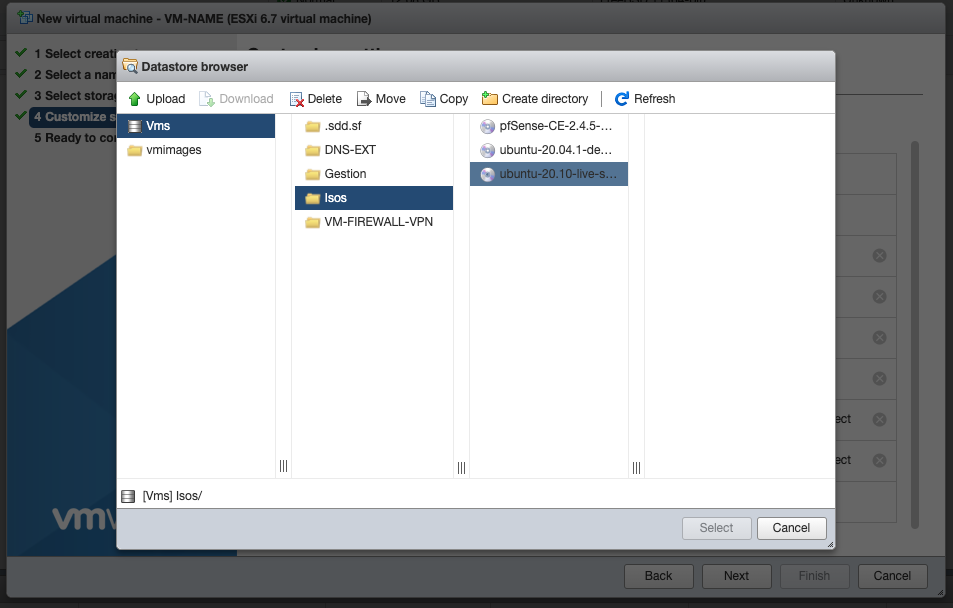 New virtual machine - VM-NAME (ESXi 6.7 virtual machine)
1 Select creati
2 Select a nam
3 Select storag
4 Customize s
5 Ready to co
Datastore browser
Upload Download Delete Move Copy Create directory Refresh
Vms
vmimages
.sdd.sf
DNS-EXT
Gestion
Isos
VM-FIREWALL-VPN
pfSense-CE-2.4.5-...
ubuntu-20.04.1-de...
ubuntu-20.10-live-s...
ect
ect
[Vms] Isos/
vmw
Select Cancel
Back Next Finish Cancel